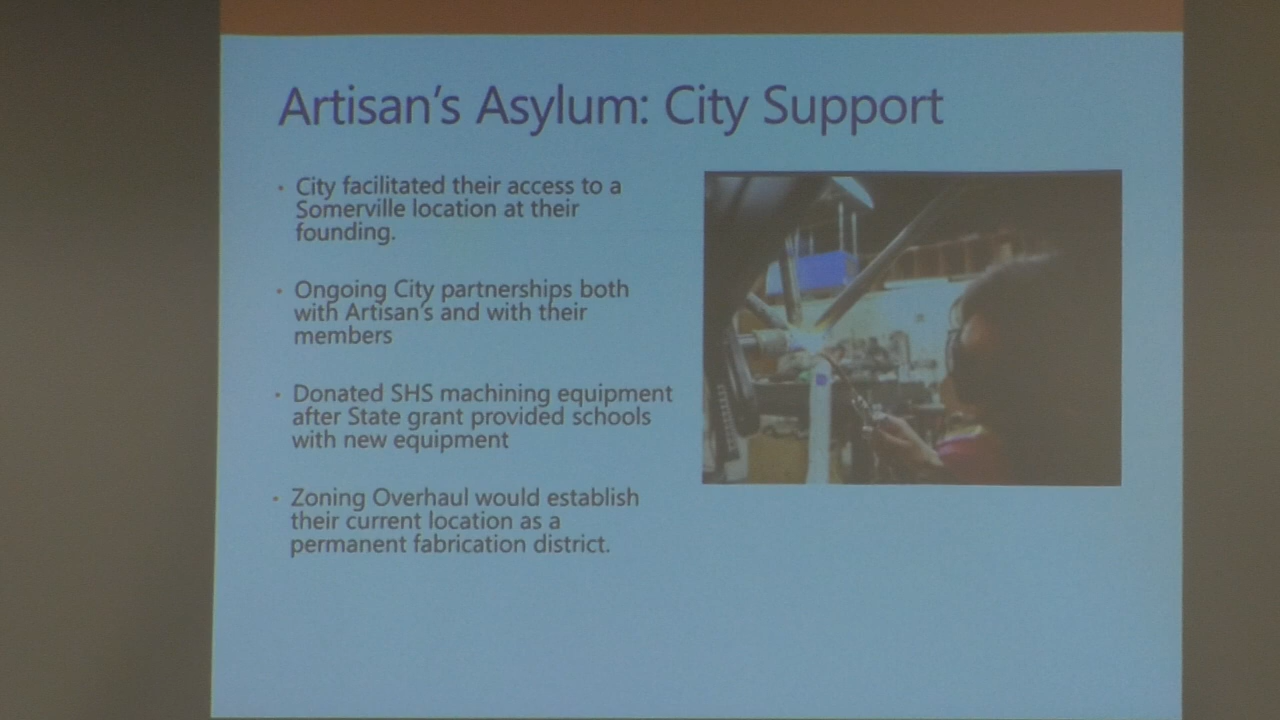 Artisan's Asylum: City Support
• City facilitated their access to a
Somerville location at their
founding.
• Ongoing City partnerships both
with Artisan's and with their
members
• Donated SHS machining equipment
after State grant provided schools
with new equipment
• Zoning Overhaul would establish
their current location as a
permanent fabrication district.